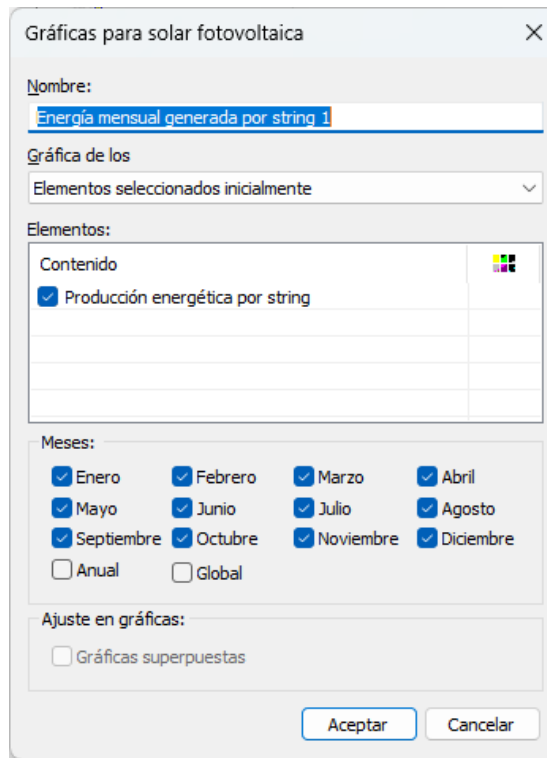 Gráficas para solar fotovoltaica
Nombre:
Energía mensual generada por string 1
Gráfica de los
Elementos seleccionados inicialmente
Elementos:
Contenido
Producción energética por string
Meses:
Enero Febrero Marzo Abril
Mayo Junio Julio Agosto
Septiembre Octubre Noviembre Diciembre
Anual Global
Ajuste en gráficas:
Gráficas superpuestas
Aceptar Cancelar